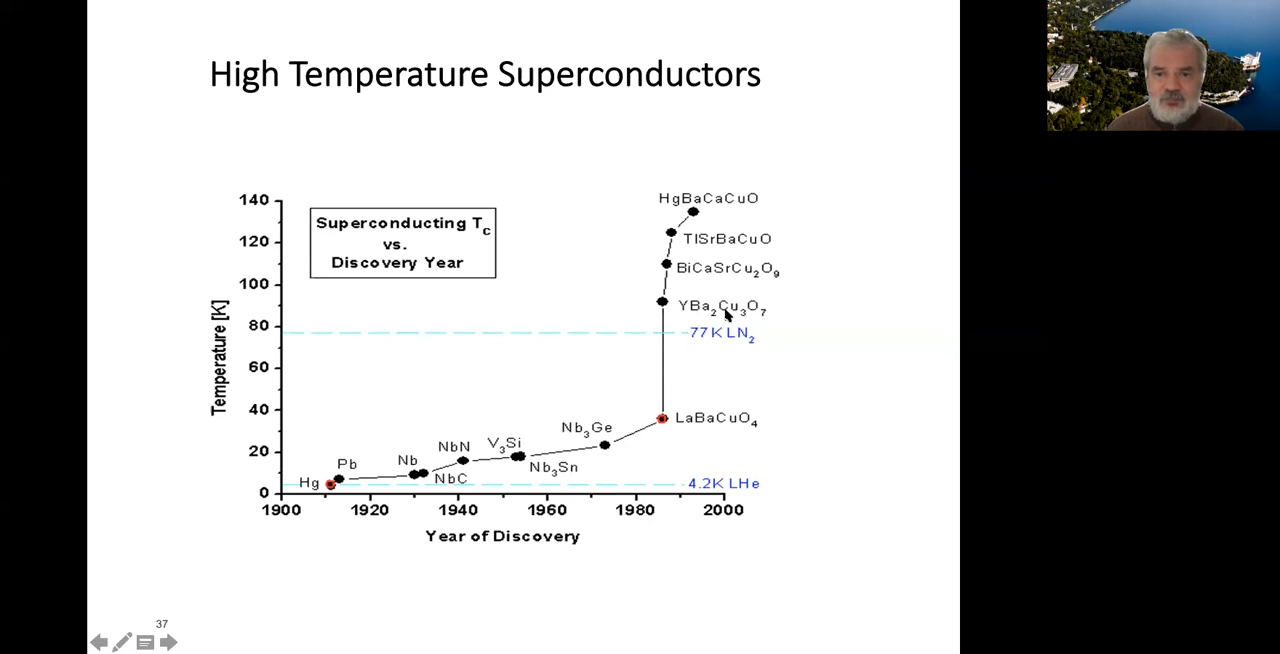 High Temperature Superconductors
Superconducting T_c
vs.
Discovery Year
Temperature [K]
140
120
100
80
60
40
20
0
HgBaCaCuO
TlSrBaCuO
BiCaSrCu₂O₉
YBa₂Cu₃O₇
77K LN₂
LaBaCuO₄
Nb₃Ge
V₃Si
Nb₃Sn
NbN
Nb
NbC
Pb
Hg
4.2K LHe
1900 1920 1940 1960 1980 2000
Year of Discovery
37